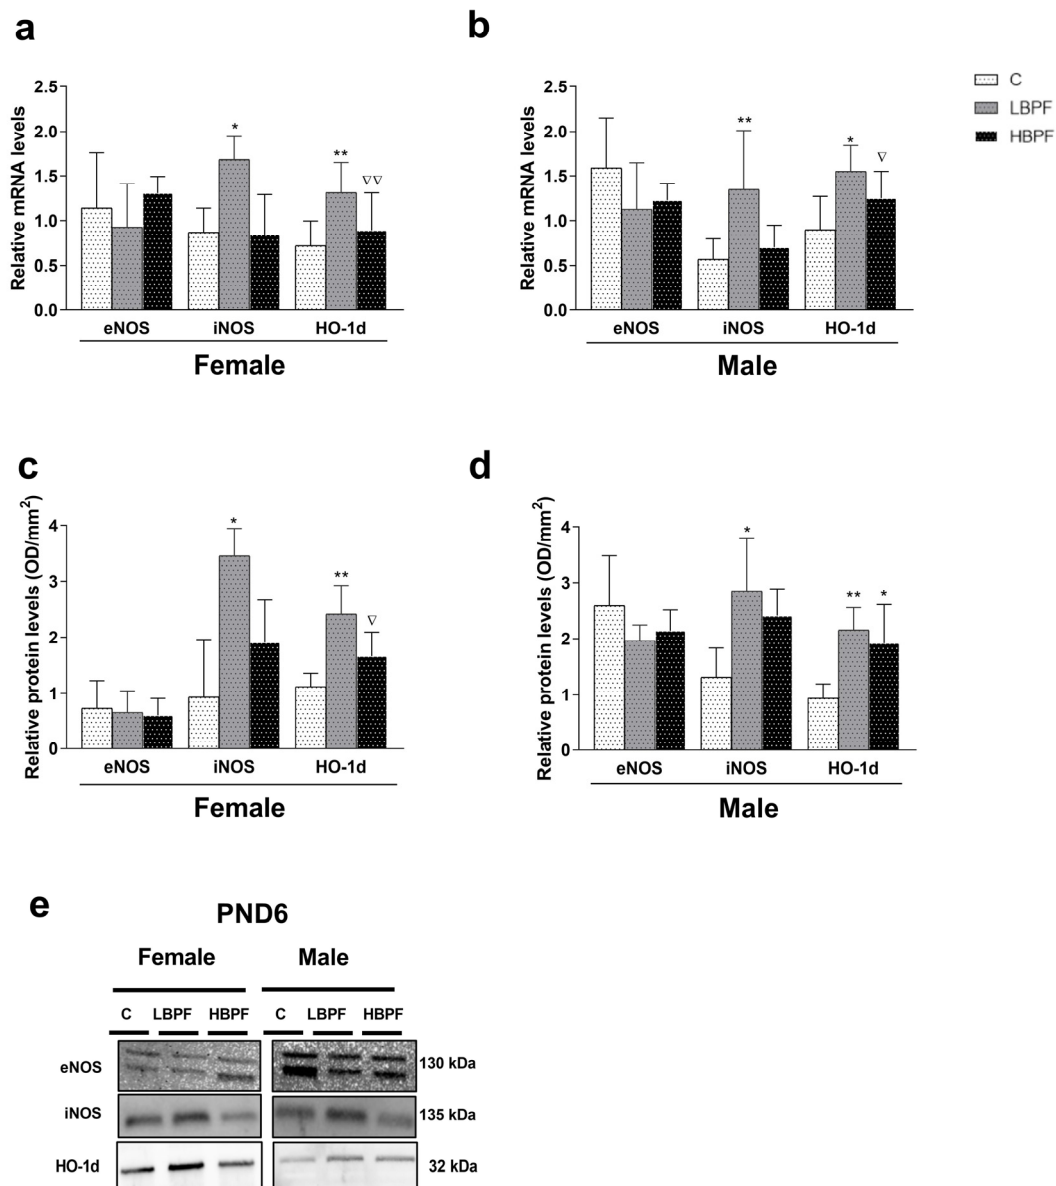 a
b
C
LBPF
HBPF
Relative mRNA levels
2.5
2.0
1.5
1.0
0.5
0.0
*
**
▽▽
eNOS iNOS HO-1d
Female
Relative mRNA levels
2.5
2.0
1.5
1.0
0.5
0.0
**
*
▽
eNOS iNOS HO-1d
Male
c
d
Relative protein levels (OD/mm²)
4
3
2
1
0
*
**
▽
eNOS iNOS HO-1d
Female
Relative protein levels (OD/mm²)
4
3
2
1
0
*
**
*
eNOS iNOS HO-1d
Male
e
PND6
Female Male
C LBPF HBPF C LBPF HBPF
eNOS 130 kDa
iNOS 135 kDa
HO-1d 32 kDa